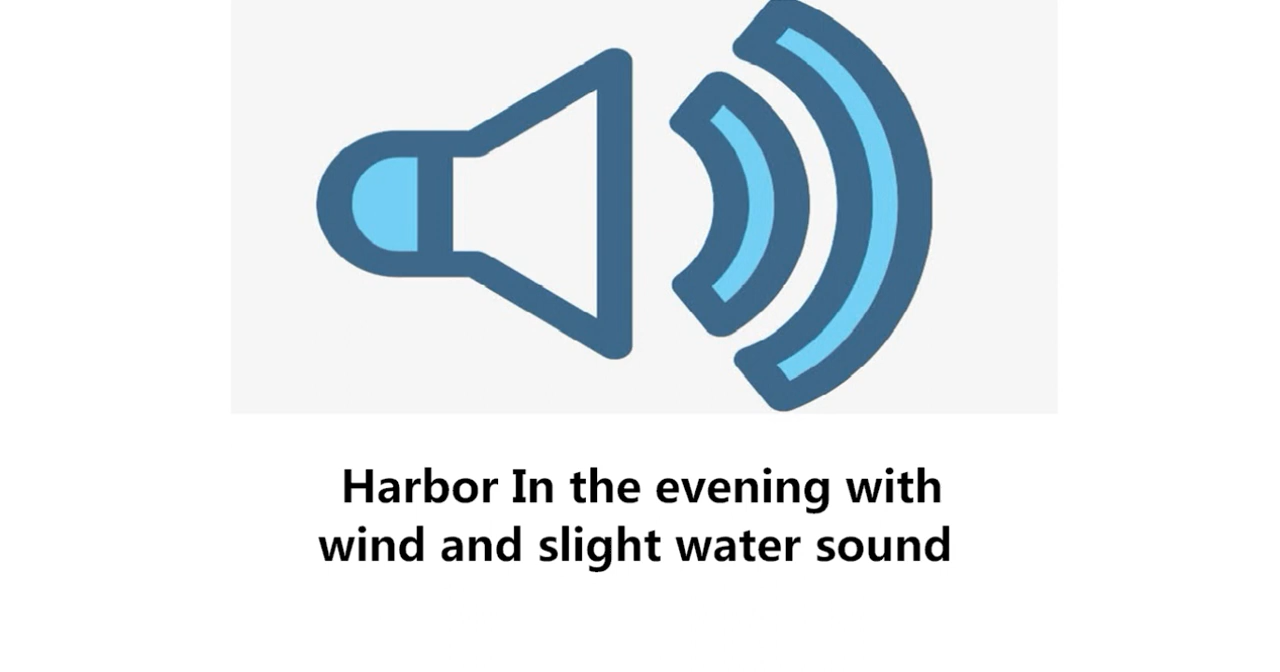 Harbor In the evening with
wind and slight water sound